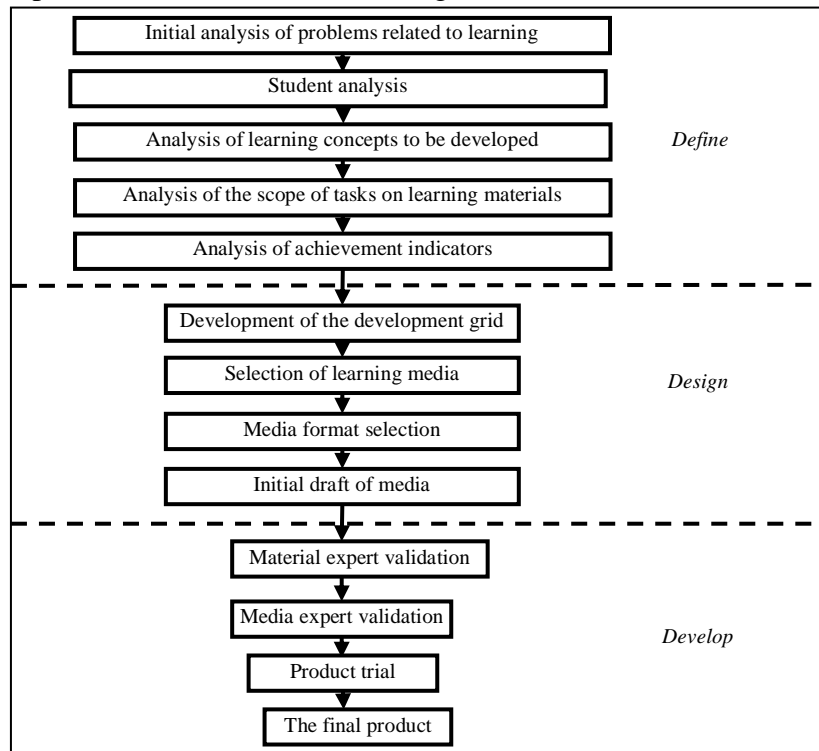 Initial analysis of problems related to learning
Student analysis
Analysis of learning concepts to be developed
Define
Analysis of the scope of tasks on learning materials
Analysis of achievement indicators
Development of the development grid
Selection of learning media
Design
Media format selection
Initial draft of media
Material expert validation
Media expert validation
Develop
Product trial
The final product